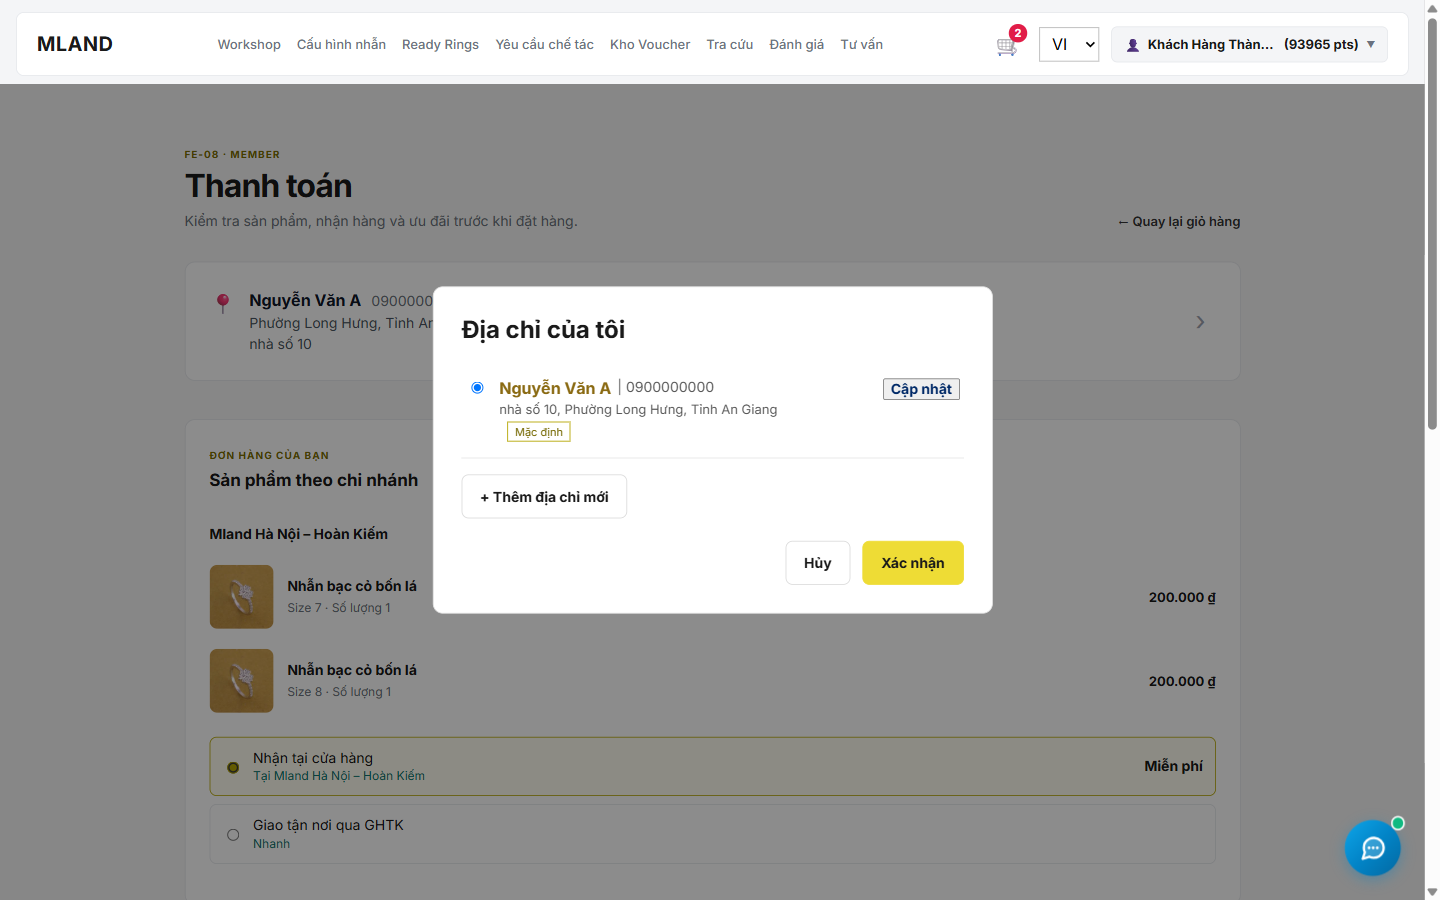 MLAND
Workshop
Cấu hình nhẫn
Ready Rings
Yêu cầu chế tác
Kho Voucher
Tra cứu
Đánh giá
Tư vấn
2
VI
Khách Hàng Thàn... (93965 pts)
FE-08 · MEMBER
Thanh toán
Kiểm tra sản phẩm, nhận hàng và ưu đãi trước khi đặt hàng.
← Quay lại giỏ hàng
Nguyễn Văn A 0900000
Phường Long Hưng, Tỉnh An
nhà số 10
Địa chỉ của tôi
Nguyễn Văn A | 0900000000
Cập nhật
nhà số 10, Phường Long Hưng, Tỉnh An Giang
Mặc định
+ Thêm địa chỉ mới
Hủy
Xác nhận
ĐƠN HÀNG CỦA BẠN
Sản phẩm theo chi nhánh
Mland Hà Nội – Hoàn Kiếm
Nhẫn bạc cỏ bốn lá
Size 7 · Số lượng 1
200.000 ₫
Nhẫn bạc cỏ bốn lá
Size 8 · Số lượng 1
200.000 ₫
Nhận tại cửa hàng
Tại Mland Hà Nội – Hoàn Kiếm
Miễn phí
Giao tận nơi qua GHTK
Nhanh